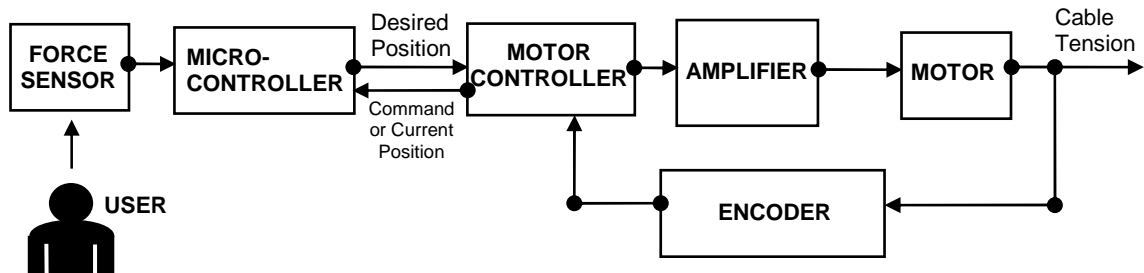 FORCE
SENSOR
MICRO-
CONTROLLER
Desired
Position
Command
or Current
Position
MOTOR
CONTROLLER
AMPLIFIER
MOTOR
Cable
Tension
USER
ENCODER